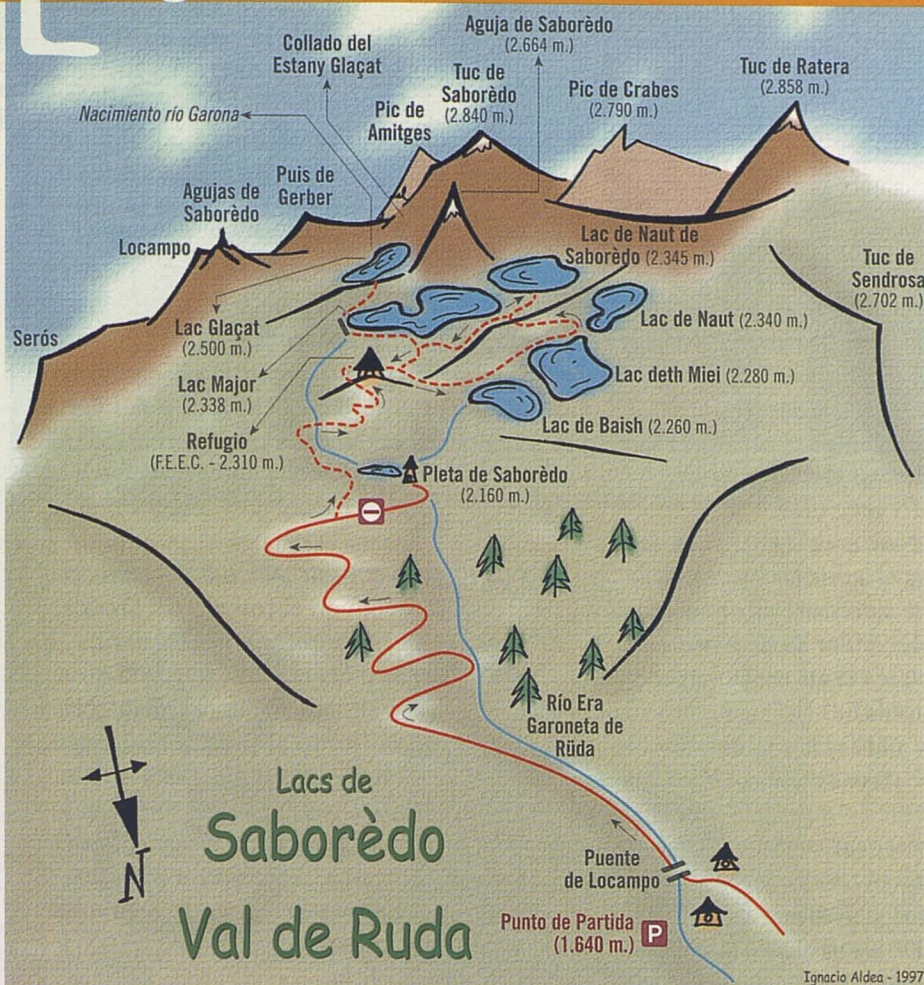 Aguja de Saborèdo
(2.664 m.)
Collado del
Estany Glaçat
Tuc de
Saborèdo
(2.840 m.)
Tuc de Ratera
(2.858 m.)
Pic de Crabes
(2.790 m.)
Nacimiento río Garona
Pic de
Amitges
Puis de
Gerber
Agujas de
Saborèdo
Locampo
Serós
Lac de Naut de
Saborèdo (2.345 m.)
Tuc de
Sendrosa
(2.702 m.)
Lac Glaçat
(2.500 m.)
Lac de Naut (2.340 m.)
Lac Major
(2.338 m.)
Lac deth Miei (2.280 m.)
Refugio
(F.E.E.C. - 2.310 m.)
Lac de Baish (2.260 m.)
Pleta de Saborèdo
(2.160 m.)
Río Era
Garoneta de
Rüda
N
Lacs de
Saborèdo
Val de Ruda
Puente
de Locampo
Punto de Partida
(1.640 m.)
P
Ignacio Aldea - 1997